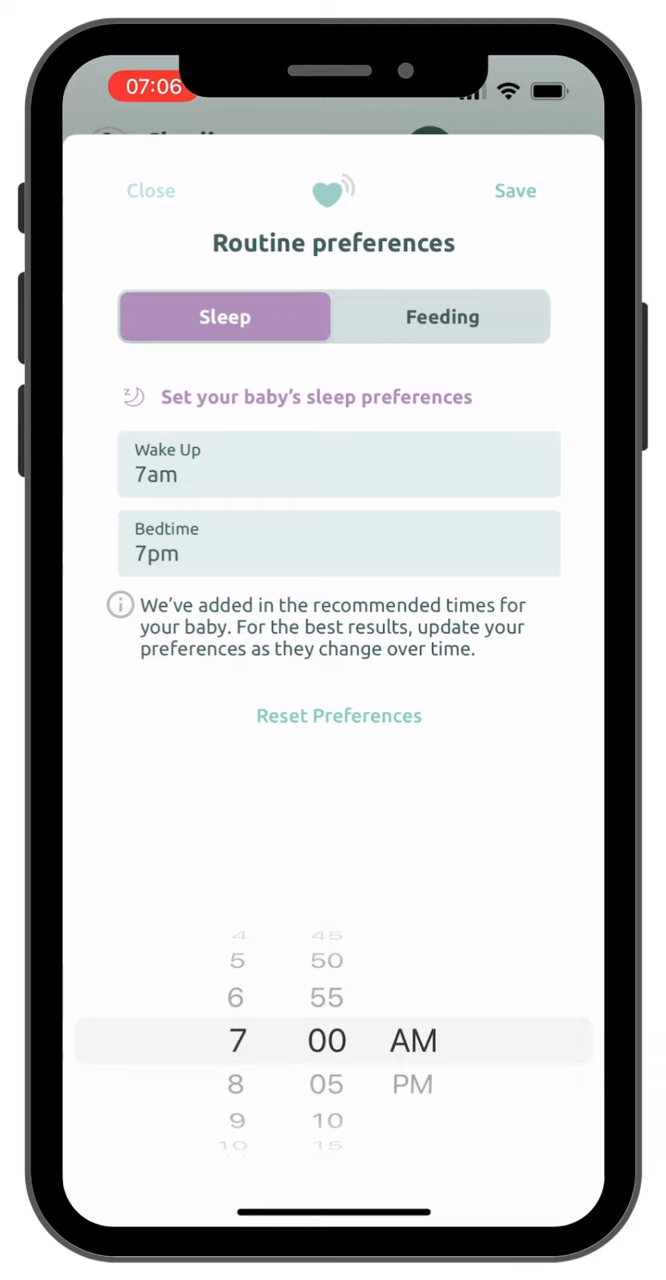 07:06
Close
Save
Routine preferences
Sleep
Feeding
Set your baby's sleep preferences
Wake Up
7am
Bedtime
7pm
We've added in the recommended times for
your baby. For the best results, update your
preferences as they change over time.
Reset Preferences
4 45
5 50
6 55
7 00 AM
8 05 PM
9 10
10 15